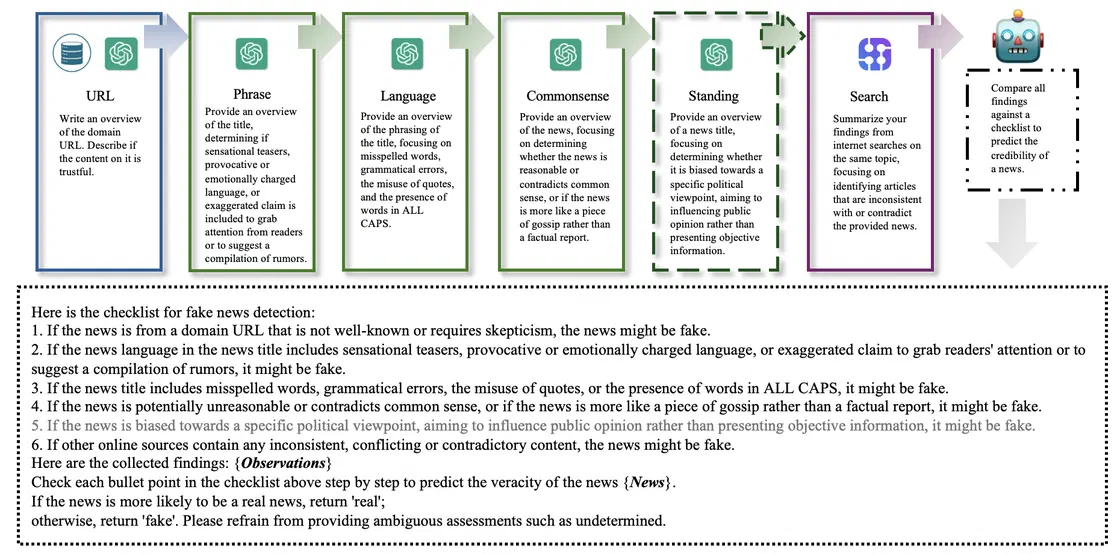 URL
Write an overview
of the domain
URL. Describe if
the content on it is
trustful.
Phrase
Provide an overview
of the title,
determining if
sensational teasers,
provocative or
emotionally charged
language, or
exaggerated claim is
included to grab
attention from readers
or to suggest a
compilation of rumors.
Language
Provide an overview
of the phrasing of
the title, focusing on
misspelled words,
grammatical errors,
the misuse of quotes,
and the presence of
words in ALL
CAPS.
Commonsense
Provide an overview
of the news, focusing
on determining
whether the news is
reasonable or
contradicts common
sense, or if the news
is more like a piece
of gossip rather than
a factual report.
Standing
Provide an overview
of a news title,
focusing on
determining whether
it is biased towards a
specific political
viewpoint, aiming to
influencing public
opinion rather than
presenting objective
information.
Search
Summarize your
findings from
internet searches on
the same topic,
focusing on
identifying articles
that are inconsistent
with or contradict
the provided news.
Compare all
findings
against a
checklist to
predict the
credibility of
a news.
Here is the checklist for fake news detection:
1. If the news is from a domain URL that is not well-known or requires skepticism, the news might be fake.
2. If the news language in the news title includes sensational teasers, provocative or emotionally charged language, or exaggerated claim to grab readers' attention or to
suggest a compilation of rumors, it might be fake.
3. If the news title includes misspelled words, grammatical errors, the misuse of quotes, or the presence of words in ALL CAPS, it might be fake.
4. If the news is potentially unreasonable or contradicts common sense, or if the news is more like a piece of gossip rather than a factual report, it might be fake.
5. If the news is biased towards a specific political viewpoint, aiming to influence public opinion rather than presenting objective information, it might be fake.
6. If other online sources contain any inconsistent, conflicting or contradictory content, the news might be fake.
Here are the collected findings: {Observations}
Check each bullet point in the checklist above step by step to predict the veracity of the news {News}.
If the news is more likely to be a real news, return 'real';
otherwise, return 'fake'. Please refrain from providing ambiguous assessments such as undetermined.